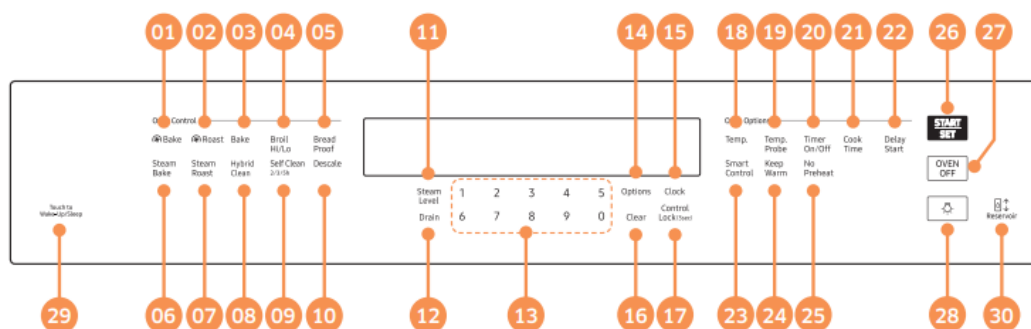 01 02 03 04 05 11 14 15 18 19 20 21 22 26 27
Control
Bake Roast Bake Broil Hi/Lo Bread Proof
Steam Bake Steam Roast Hybrid Clean Self Clean 2/3/5h Descale
Touch to
Wake-Up/Sleep
Steam Level 1 2 3 4 5 Options Clock
Drain 6 7 8 9 0 Clear Control Lock(3sec)
Options
Temp. Temp. Probe Timer On/Off Cook Time Delay Start
Smart Control Keep Warm No Preheat
START
SET
OVEN
OFF
Reservoir
29 06 07 08 09 10 12 13 16 17 23 24 25 28 30